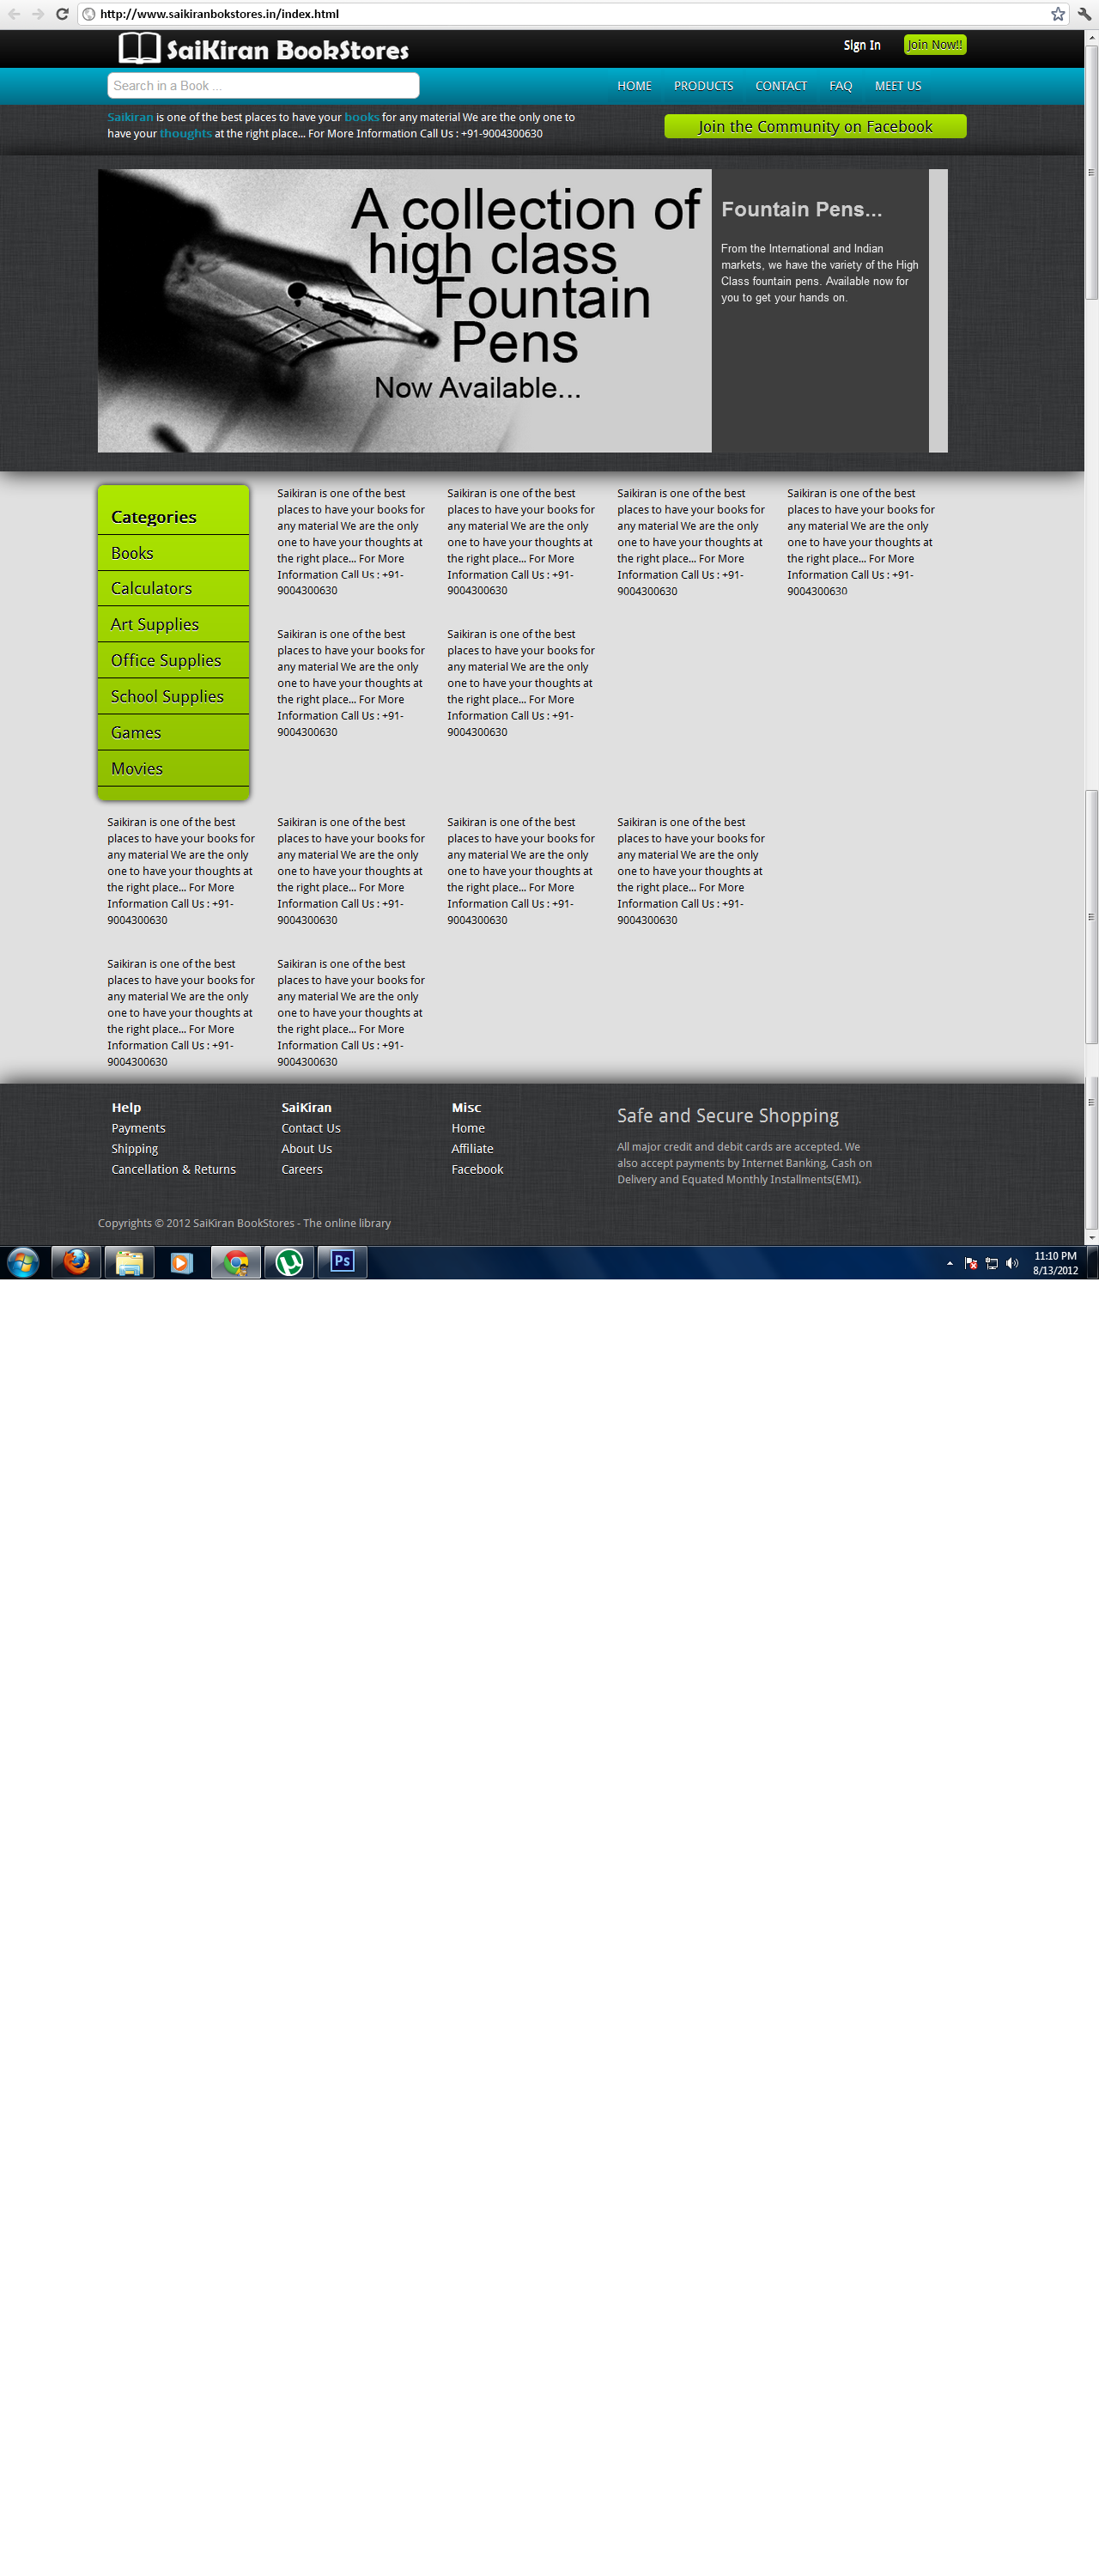 http://www.saikiranbokstores.in/index.html
SaiKiran BookStores
Sign In
Join Now!!
Search in a Book ...
HOME PRODUCTS CONTACT FAQ MEET US
Saikiran is one of the best places to have your books for any material We are the only one to
have your thoughts at the right place... For More Information Call Us : +91-9004300630
Join the Community on Facebook
A collection of
high class
Fountain
Pens
Now Available...
Fountain Pens...
From the International and Indian
markets, we have the variety of the High
Class fountain pens. Available now for
you to get your hands on.
Categories
Books
Calculators
Art Supplies
Office Supplies
School Supplies
Games
Movies
Saikiran is one of the best
places to have your books for
any material We are the only
one to have your thoughts at
the right place... For More
Information Call Us : +91-
9004300630
Saikiran is one of the best
places to have your books for
any material We are the only
one to have your thoughts at
the right place... For More
Information Call Us : +91-
9004300630
Saikiran is one of the best
places to have your books for
any material We are the only
one to have your thoughts at
the right place... For More
Information Call Us : +91-
9004300630
Saikiran is one of the best
places to have your books for
any material We are the only
one to have your thoughts at
the right place... For More
Information Call Us : +91-
9004300630
Saikiran is one of the best
places to have your books for
any material We are the only
one to have your thoughts at
the right place... For More
Information Call Us : +91-
9004300630
Saikiran is one of the best
places to have your books for
any material We are the only
one to have your thoughts at
the right place... For More
Information Call Us : +91-
9004300630
Saikiran is one of the best
places to have your books for
any material We are the only
one to have your thoughts at
the right place... For More
Information Call Us : +91-
9004300630
Saikiran is one of the best
places to have your books for
any material We are the only
one to have your thoughts at
the right place... For More
Information Call Us : +91-
9004300630
Saikiran is one of the best
places to have your books for
any material We are the only
one to have your thoughts at
the right place... For More
Information Call Us : +91-
9004300630
Saikiran is one of the best
places to have your books for
any material We are the only
one to have your thoughts at
the right place... For More
Information Call Us : +91-
9004300630
Saikiran is one of the best
places to have your books for
any material We are the only
one to have your thoughts at
the right place... For More
Information Call Us : +91-
9004300630
Saikiran is one of the best
places to have your books for
any material We are the only
one to have your thoughts at
the right place... For More
Information Call Us : +91-
9004300630
Help
Payments
Shipping
Cancellation & Returns
SaiKiran
Contact Us
About Us
Careers
Misc
Home
Affiliate
Facebook
Safe and Secure Shopping
All major credit and debit cards are accepted. We
also accept payments by Internet Banking, Cash on
Delivery and Equated Monthly Installments(EMI).
Copyrights © 2012 SaiKiran BookStores - The online library
Ps
11:10 PM
8/13/2012